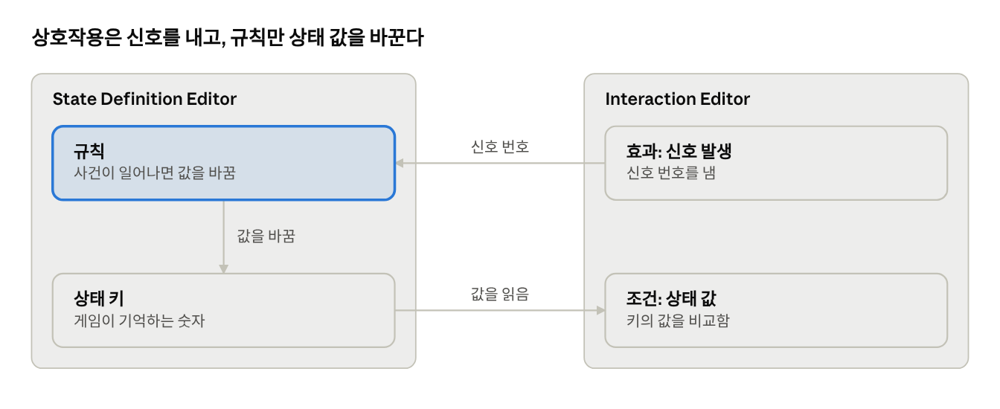 상호작용은 신호를 내고, 규칙만 상태 값을 바꾼다
State Definition Editor
규칙
사건이 일어나면 값을 바꿈
값을 바꿈
상태 키
게임이 기억하는 숫자
신호 번호
값을 읽음
Interaction Editor
효과: 신호 발생
신호 번호를 냄
조건: 상태 값
키의 값을 비교함